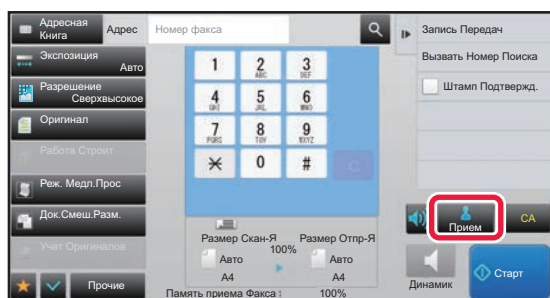 Адресная Книга
Адрес
Номер факса
Экспозиция
Авто
Разрешение
Сверхвысокое
Оригинал
Работа Строит
Реж. Медл.Прос
Док.Смеш.Разм.
Учет Оригиналов
Прочие
1
2
ABC
3
DEF
4
GHI
5
JKL
6
MNO
7
PQRS
8
TUV
9
WXYZ
0
#
C
Размер Скан-Я
100%
Размер Отпр-Я
Авто
A4
Авто
A4
Память приема Факса :
100%
Запись Передач
Вызвать Номер Поиска
Штамп Подтвержд.
Прием
CA
Динамик
Старт